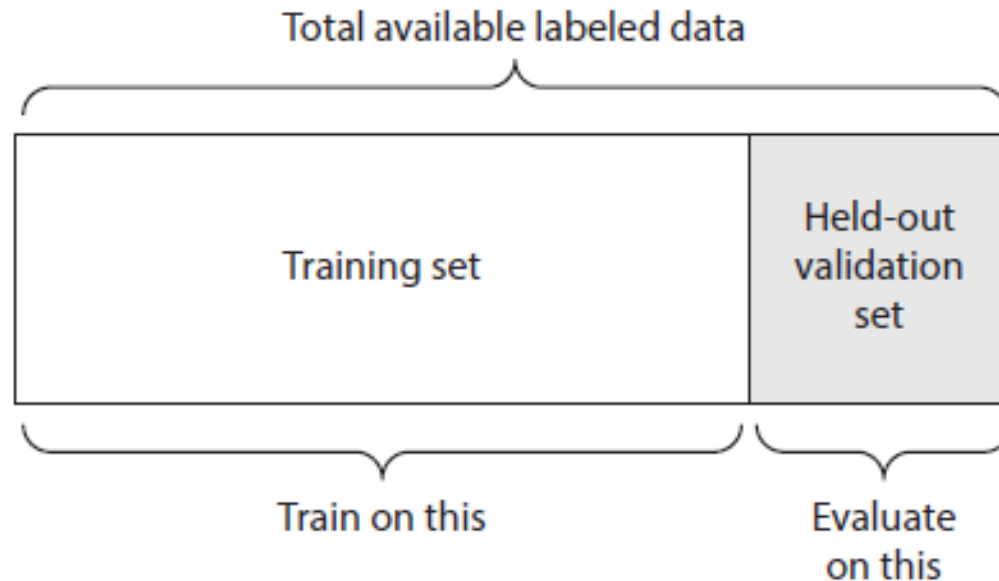 Total available labeled data
Training set
Held-out
validation
set
Train on this
Evaluate
on this